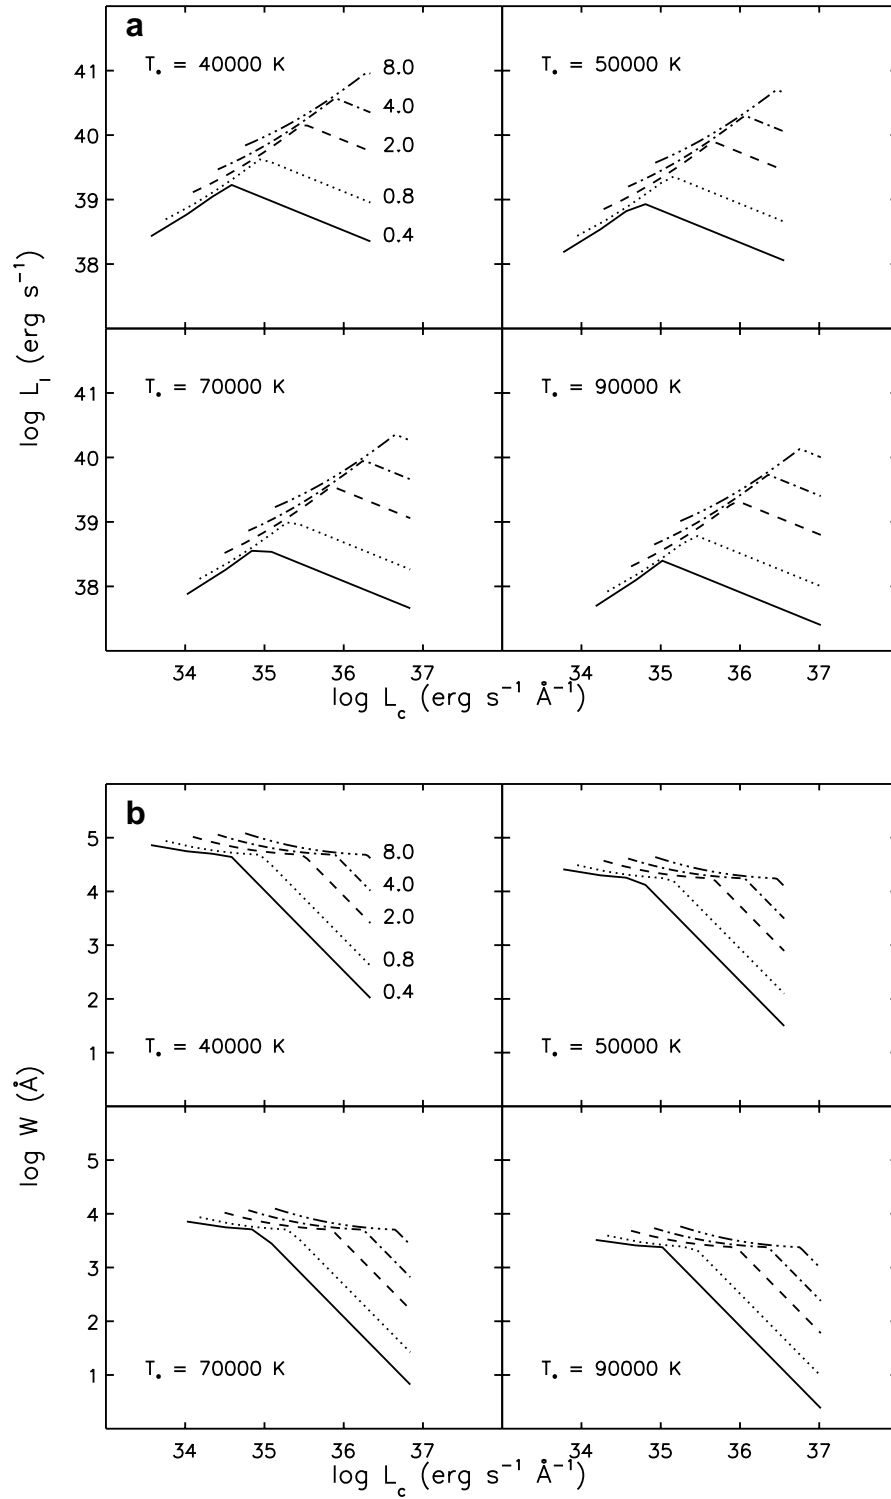 a
T• = 40000 K
8.0
4.0
2.0
0.8
0.4
T• = 50000 K
41
40
39
38
T• = 70000 K
T• = 90000 K
41
40
39
38
log L_l (erg s⁻¹)
34 35 36 37 34 35 36 37
log L_c (erg s⁻¹ Å⁻¹)
b
8.0
4.0
2.0
0.8
0.4
T• = 40000 K
T• = 50000 K
5
4
3
2
1
T• = 70000 K
T• = 90000 K
5
4
3
2
1
log W (Å)
34 35 36 37 34 35 36 37
log L_c (erg s⁻¹ Å⁻¹)